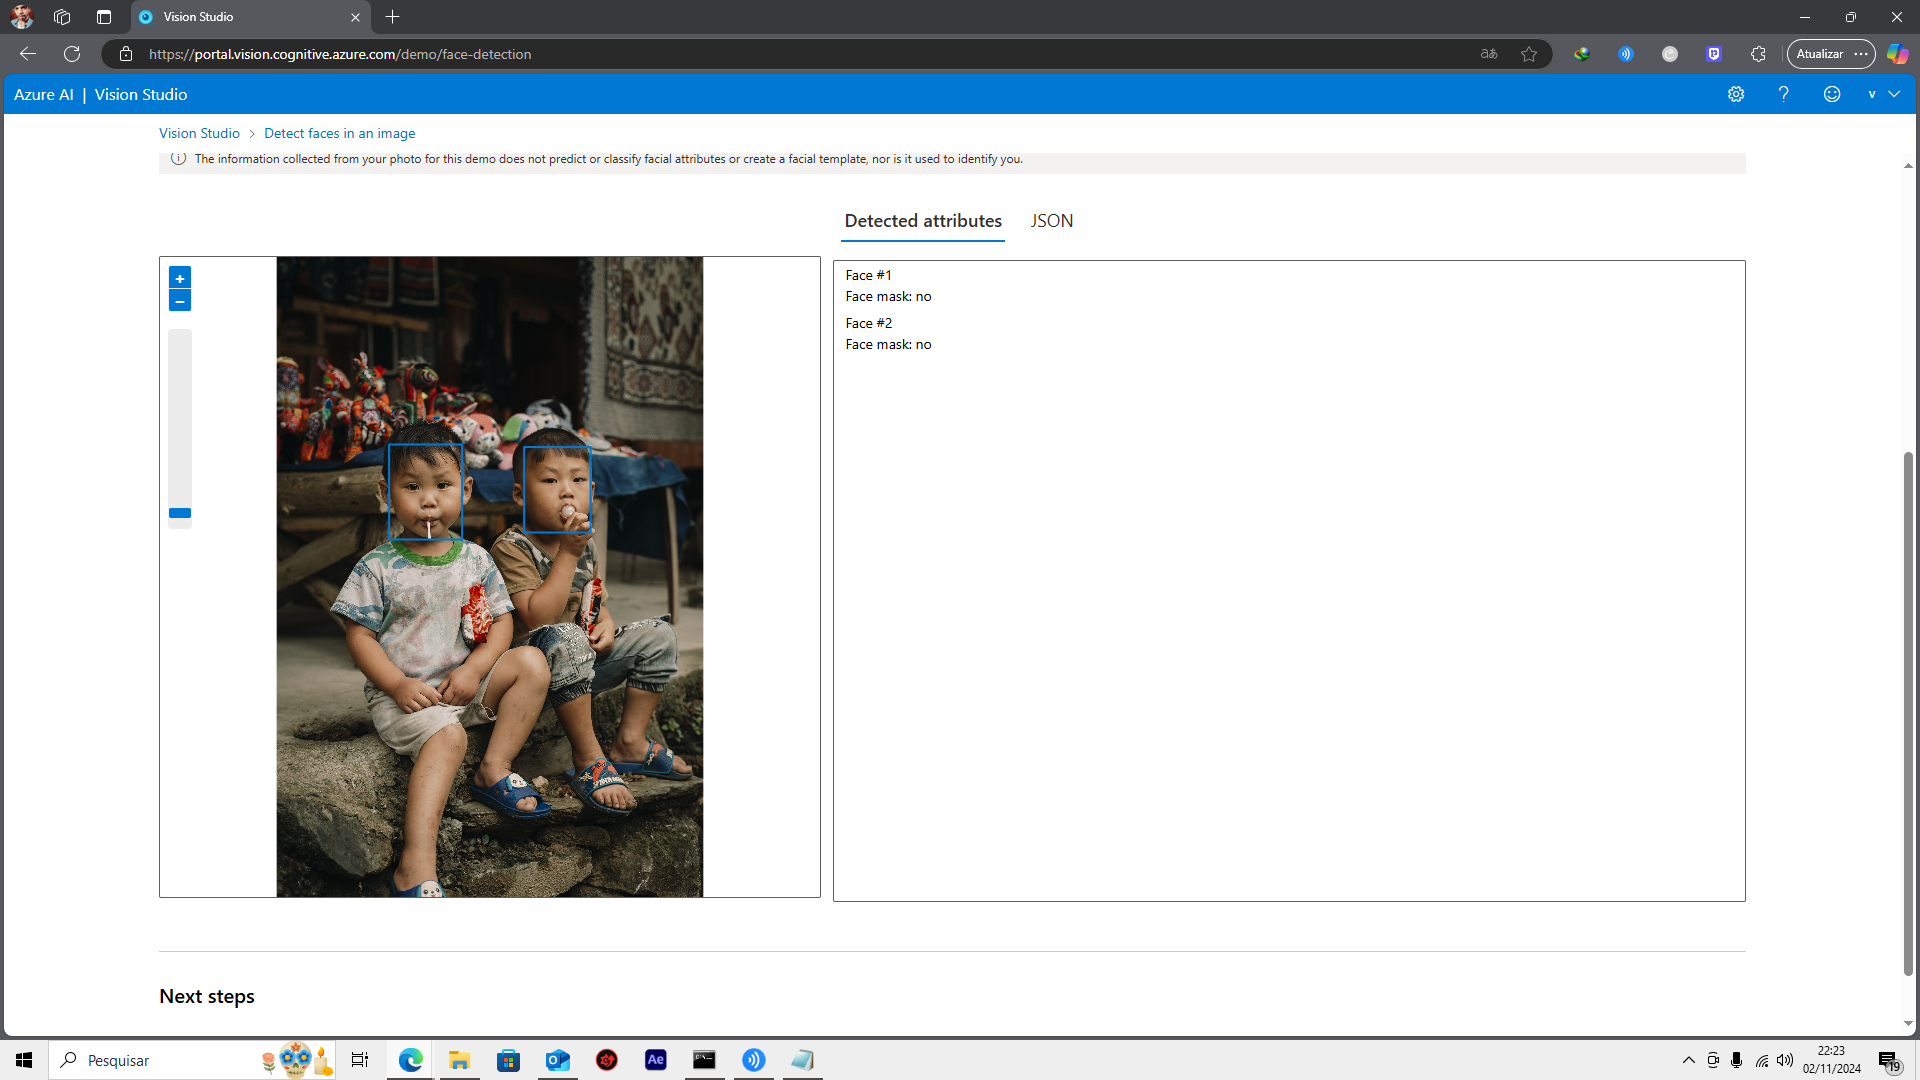 Vision Studio
https://portal.vision.cognitive.azure.com/demo/face-detection
Atualizar
Azure AI | Vision Studio
v
Vision Studio > Detect faces in an image
The information collected from your photo for this demo does not predict or classify facial attributes or create a facial template, nor is it used to identify you.
Detected attributes
JSON
Face #1
Face mask: no
Face #2
Face mask: no
Next steps
Pesquisar
Ae
22:23
02/11/2024
19